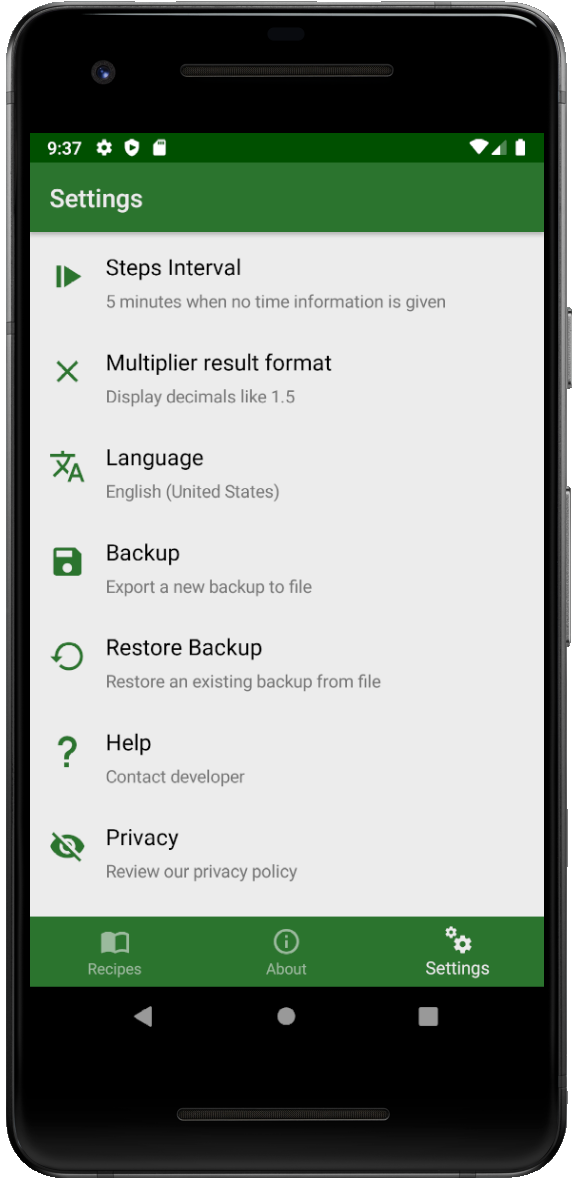 9:37
Settings
Steps Interval
5 minutes when no time information is given
Multiplier result format
Display decimals like 1.5
Language
English (United States)
Backup
Export a new backup to file
Restore Backup
Restore an existing backup from file
Help
Contact developer
Privacy
Review our privacy policy
Recipes
About
Settings